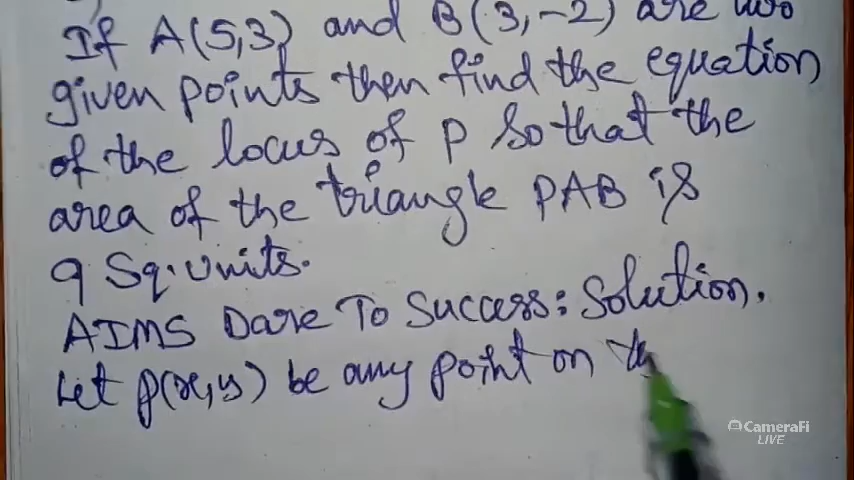 If A(5,3) and B(3,-2) are two
given points then find the equation
of the locus of P so that the
area of the triangle PAB is
9 Sq.units.
AIMS Dare To Success: Solution.
Let P(x,y) be any point on
CameraFi
LIVE